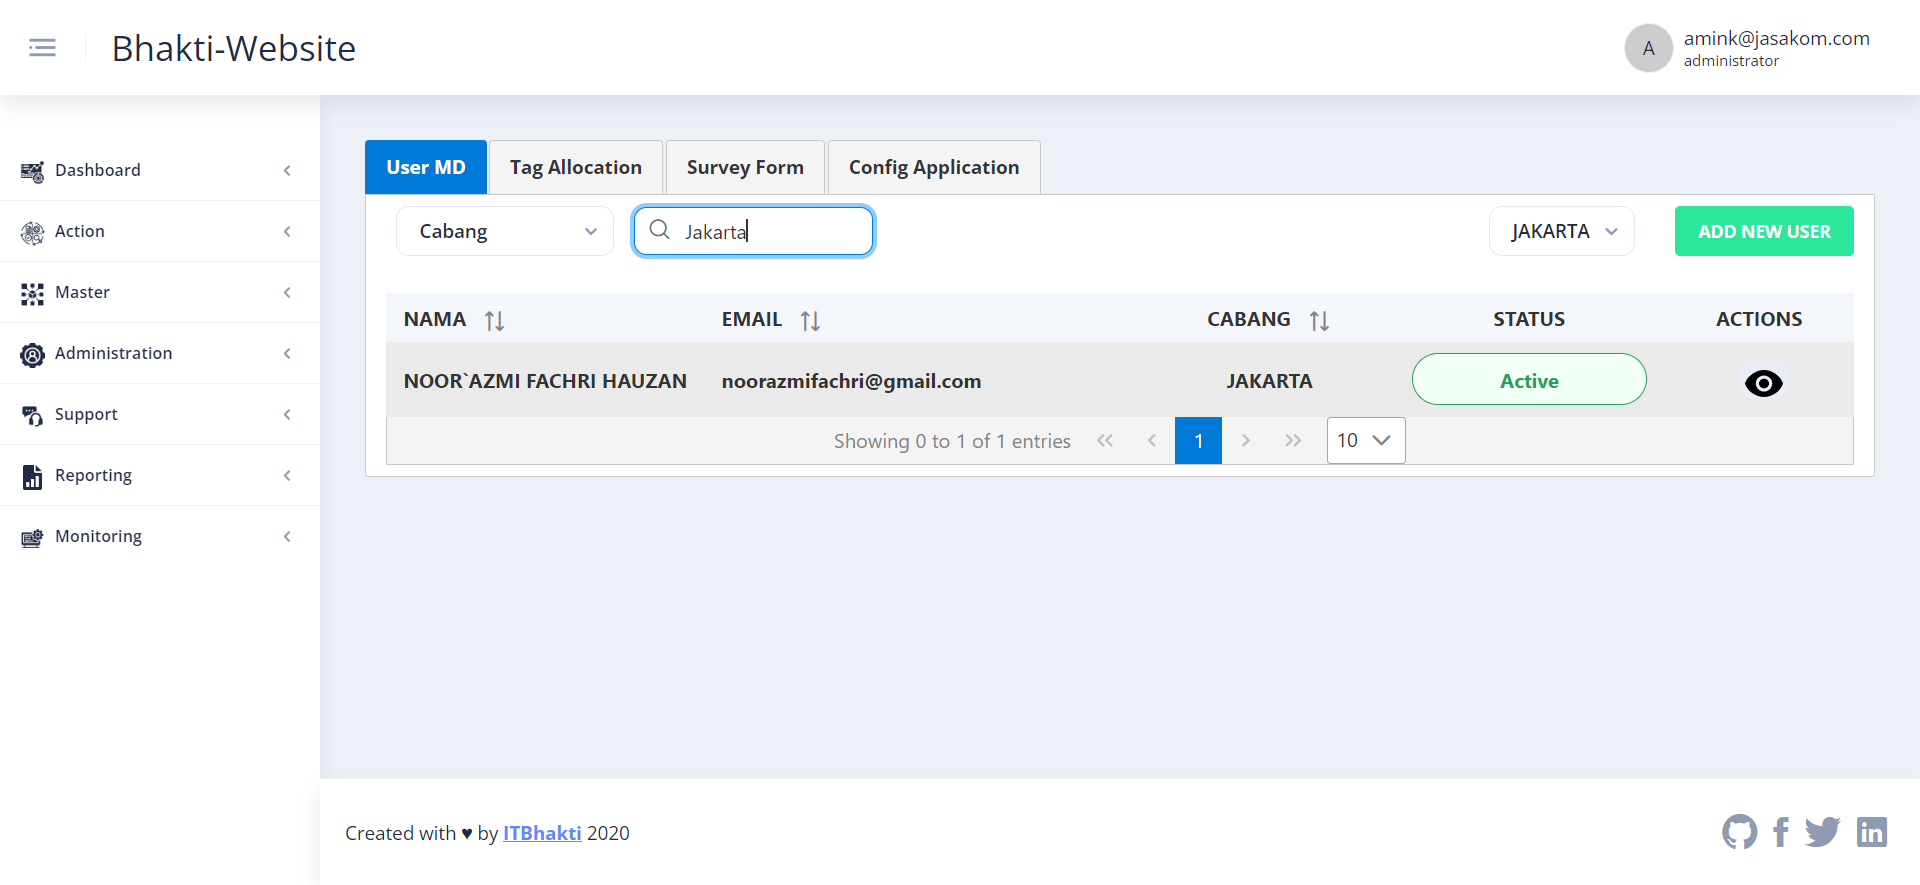 Bhakti-Website
A
amink@jasakom.com
administrator
Dashboard
Action
Master
Administration
Support
Reporting
Monitoring
User MD
Tag Allocation
Survey Form
Config Application
Cabang
Jakarta
JAKARTA
ADD NEW USER
NAMA
EMAIL
CABANG
STATUS
ACTIONS
NOOR`AZMI FACHRI HAUZAN
noorazmifachri@gmail.com
JAKARTA
Active
Showing 0 to 1 of 1 entries
1
10
Created with ♥ by ITBhakti 2020